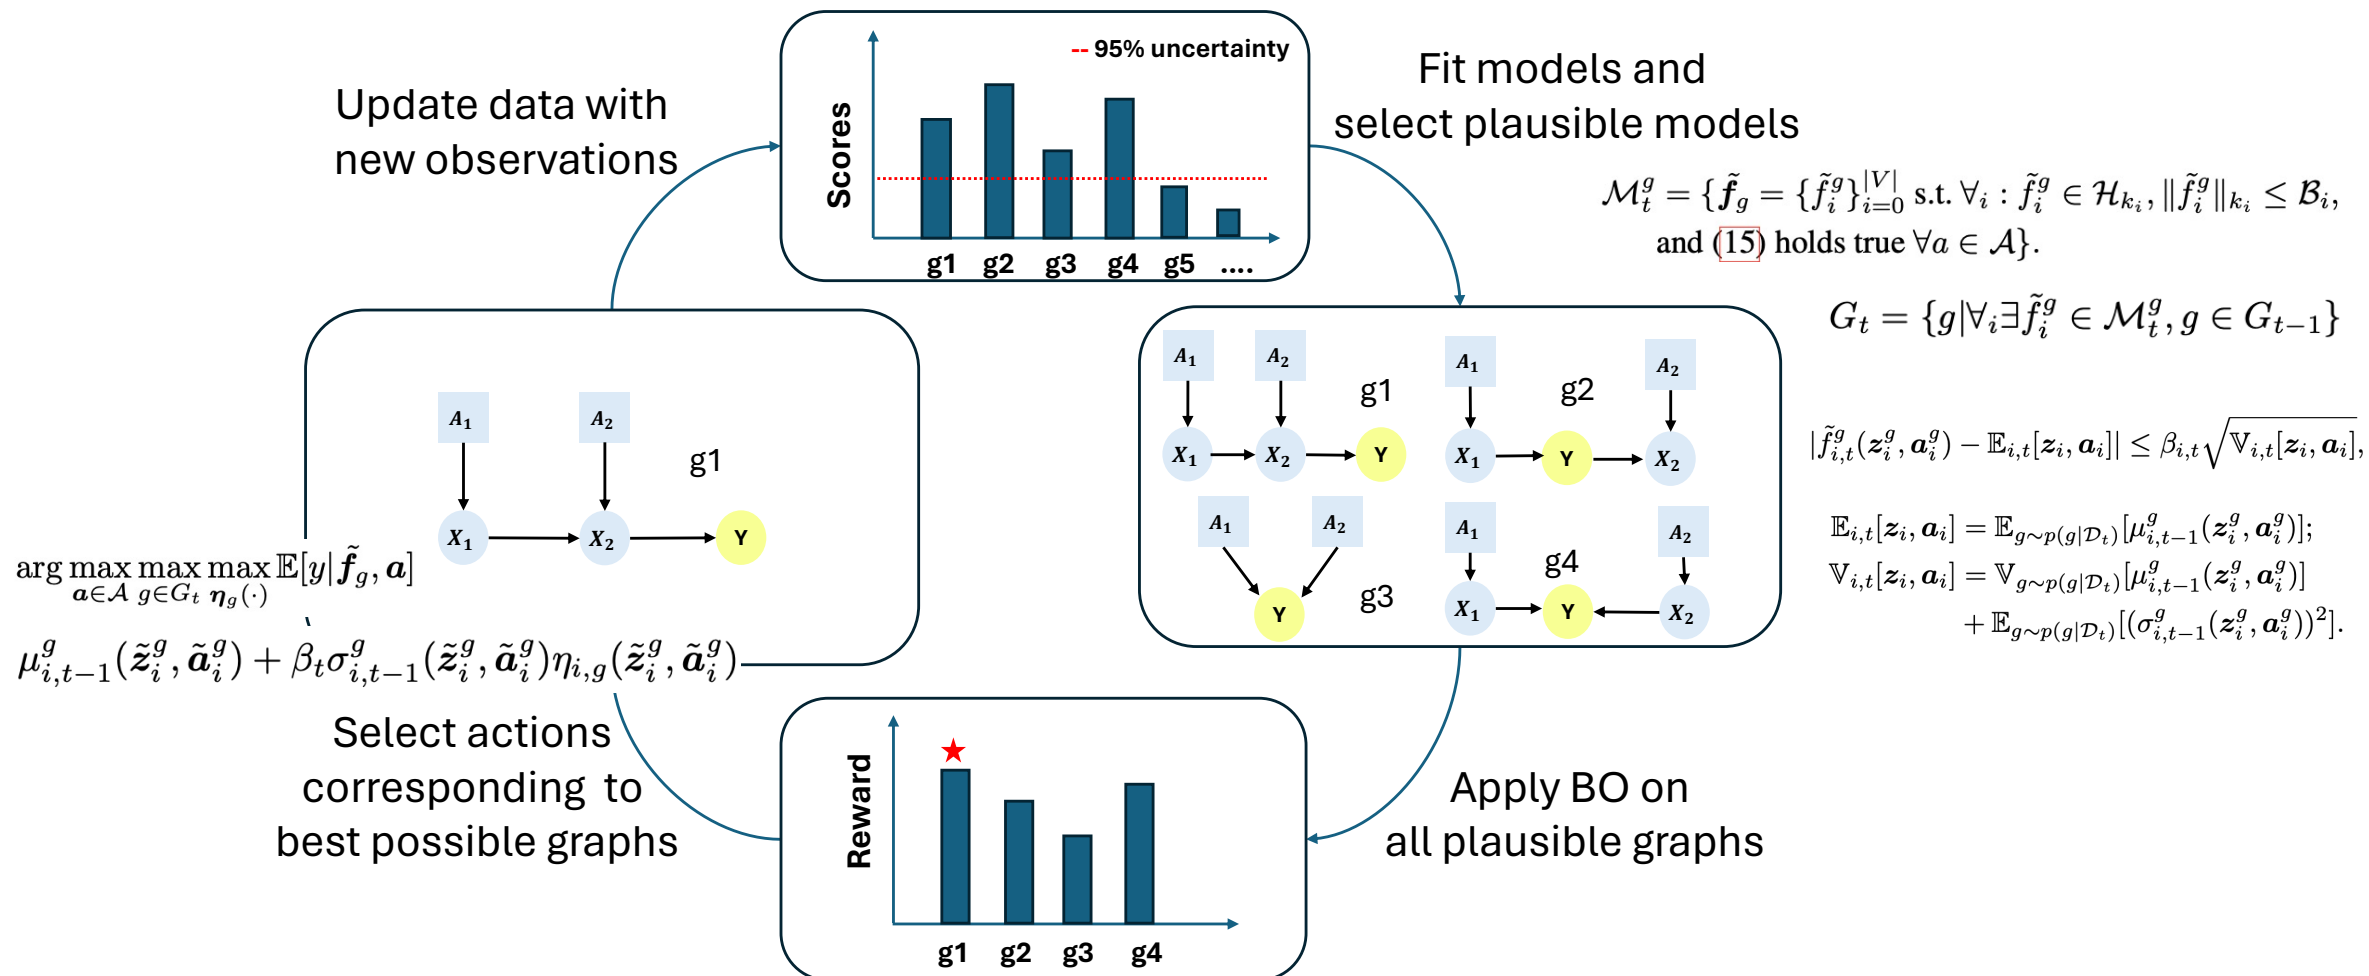 -- 95% uncertainty
Scores
g1 g2 g3 g4 g5 ....
Update data with
new observations
Fit models and
select plausible models
$\mathcal{M}_t^g = \{\tilde{\boldsymbol{f}}_g = \{\tilde{f}_i^g\}_{i=0}^{|V|}$ s.t. $\forall_i : \tilde{f}_i^g \in \mathcal{H}_{k_i}, \|\tilde{f}_i^g\|_{k_i} \leq \mathcal{B}_i,$
and (15) holds true $\forall a \in \mathcal{A}\}.$
$G_t = \{g | \forall_i \exists \tilde{f}_i^g \in \mathcal{M}_t^g, g \in G_{t-1}\}$
$|\tilde{f}_{i,t}^g(\boldsymbol{z}_i^g, \boldsymbol{a}_i^g) - \mathbb{E}_{i,t}[\boldsymbol{z}_i, \boldsymbol{a}_i]| \leq \beta_{i,t}\sqrt{\mathbb{V}_{i,t}[\boldsymbol{z}_i, \boldsymbol{a}_i]},$
$\mathbb{E}_{i,t}[\boldsymbol{z}_i, \boldsymbol{a}_i] = \mathbb{E}_{g \sim p(g|\mathcal{D}_t)}[\mu_{i,t-1}^g(\boldsymbol{z}_i^g, \boldsymbol{a}_i^g)];$
$\mathbb{V}_{i,t}[\boldsymbol{z}_i, \boldsymbol{a}_i] = \mathbb{V}_{g \sim p(g|\mathcal{D}_t)}[\mu_{i,t-1}^g(\boldsymbol{z}_i^g, \boldsymbol{a}_i^g)]$
$+ \mathbb{E}_{g \sim p(g|\mathcal{D}_t)}[(\sigma_{i,t-1}^g(\boldsymbol{z}_i^g, \boldsymbol{a}_i^g))^2].$
A₁ A₂
g1
X₁ X₂ Y
A₁ A₂
g2
X₁ Y X₂
A₁ A₂
g3
Y
A₁ A₂
g4
X₁ Y X₂
Apply BO on
all plausible graphs
Reward
g1 g2 g3 g4
Select actions
corresponding to
best possible graphs
A₁ A₂
g1
X₁ X₂ Y
$\arg\max_{\boldsymbol{a} \in \mathcal{A}} \max_{g \in G_t} \max_{\boldsymbol{\eta}_g(\cdot)} \mathbb{E}[y | \tilde{\boldsymbol{f}}_g, \boldsymbol{a}]$
$\mu_{i,t-1}^g(\tilde{\boldsymbol{z}}_i^g, \tilde{\boldsymbol{a}}_i^g) + \beta_t \sigma_{i,t-1}^g(\tilde{\boldsymbol{z}}_i^g, \tilde{\boldsymbol{a}}_i^g) \eta_{i,g}(\tilde{\boldsymbol{z}}_i^g, \tilde{\boldsymbol{a}}_i^g)$